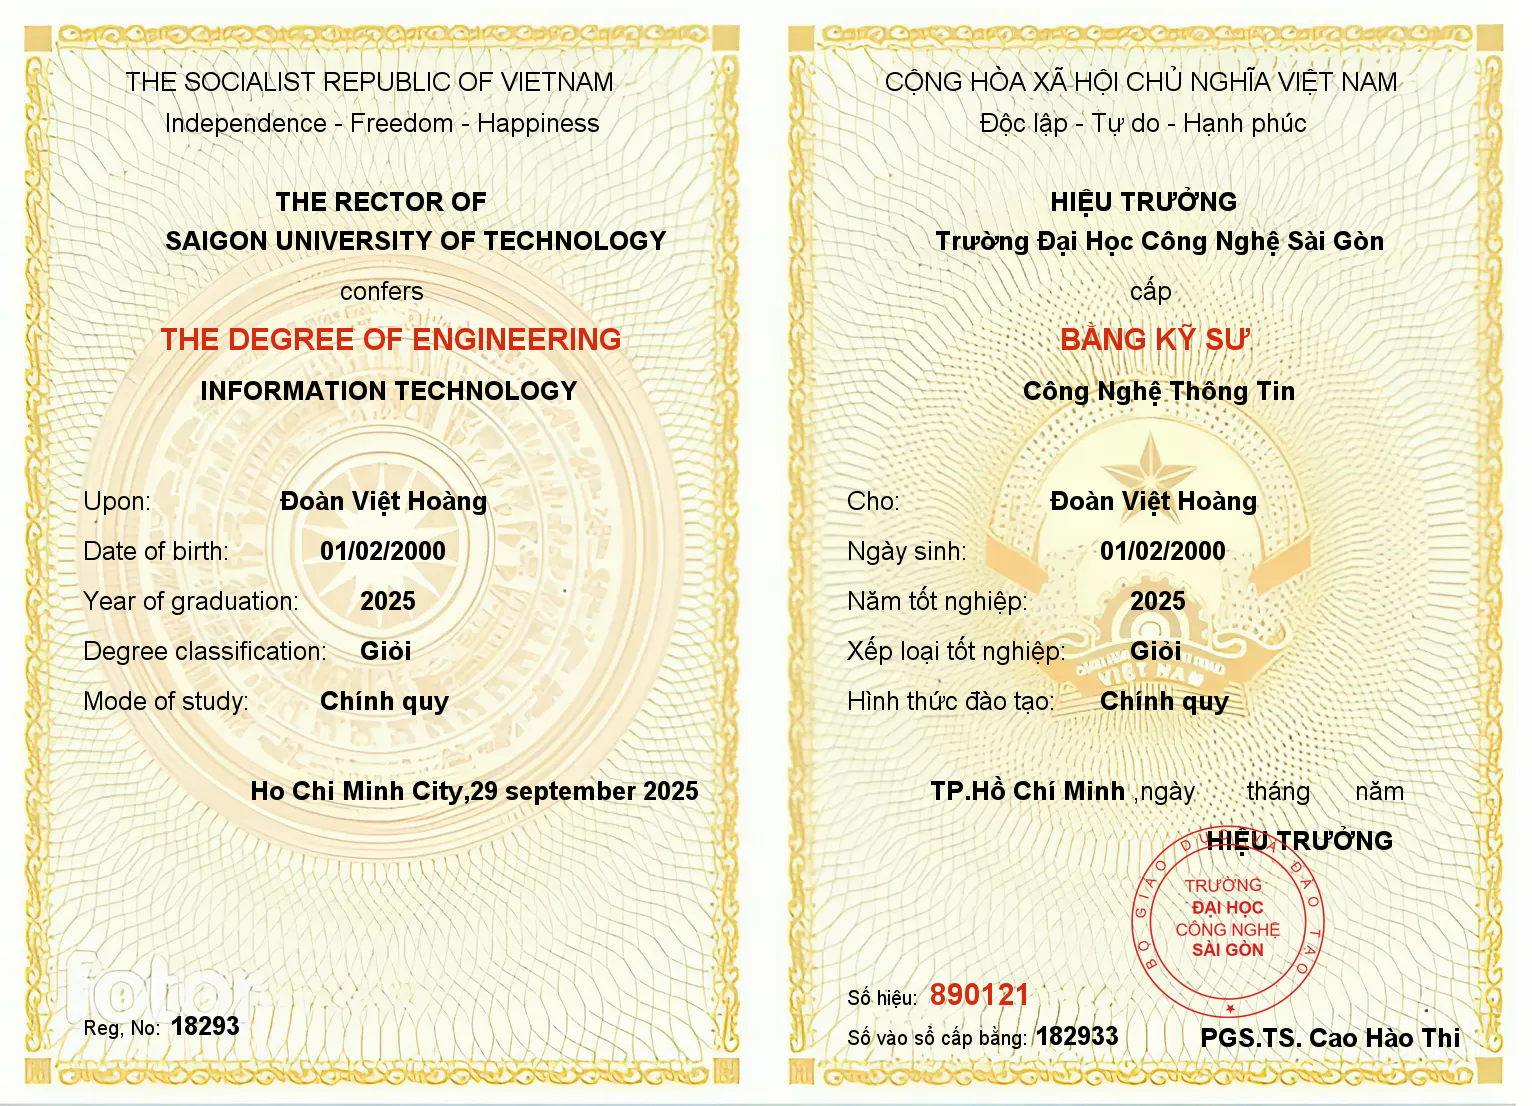 THE SOCIALIST REPUBLIC OF VIETNAM
Independence - Freedom - Happiness
THE RECTOR OF
SAIGON UNIVERSITY OF TECHNOLOGY
confers
THE DEGREE OF ENGINEERING
INFORMATION TECHNOLOGY
Upon: Đoàn Việt Hoàng
Date of birth: 01/02/2000
Year of graduation: 2025
Degree classification: Giỏi
Mode of study: Chính quy
Ho Chi Minh City,29 september 2025
fotor
Reg, No: 18293
CỘNG HÒA XÃ HỘI CHỦ NGHĨA VIỆT NAM
Độc lập - Tự do - Hạnh phúc
HIỆU TRƯỞNG
Trường Đại Học Công Nghệ Sài Gòn
cấp
BẰNG KỸ SƯ
Công Nghệ Thông Tin
Cho: Đoàn Việt Hoàng
Ngày sinh: 01/02/2000
Năm tốt nghiệp: 2025
Xếp loại tốt nghiệp: Giỏi
VIỆT NAM
Hình thức đào tạo: Chính quy
TP.Hồ Chí Minh ,ngày tháng năm
HIỆU TRƯỞNG
BỘ GIÁO DỤC VÀ ĐÀO TẠO
TRƯỜNG
ĐẠI HỌC
CÔNG NGHỆ
SÀI GÒN
Số hiệu: 890121
Số vào sổ cấp bằng: 182933
PGS.TS. Cao Hào Thi